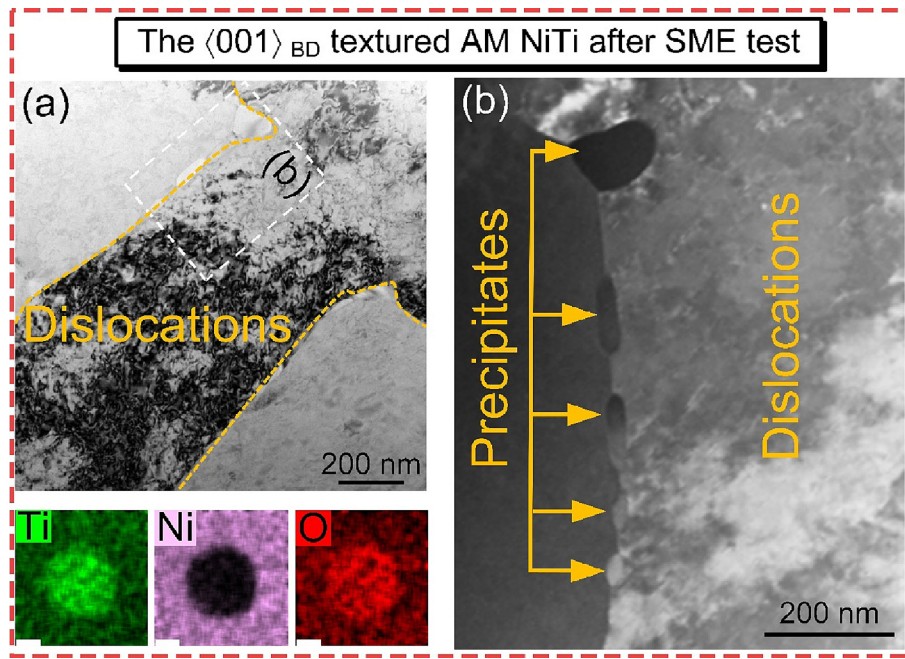 The ⟨001⟩ BD textured AM NiTi after SME test
(a)
(b)
Dislocations
200 nm
Ti
Ni
O
(b)
Precipitates
Dislocations
200 nm